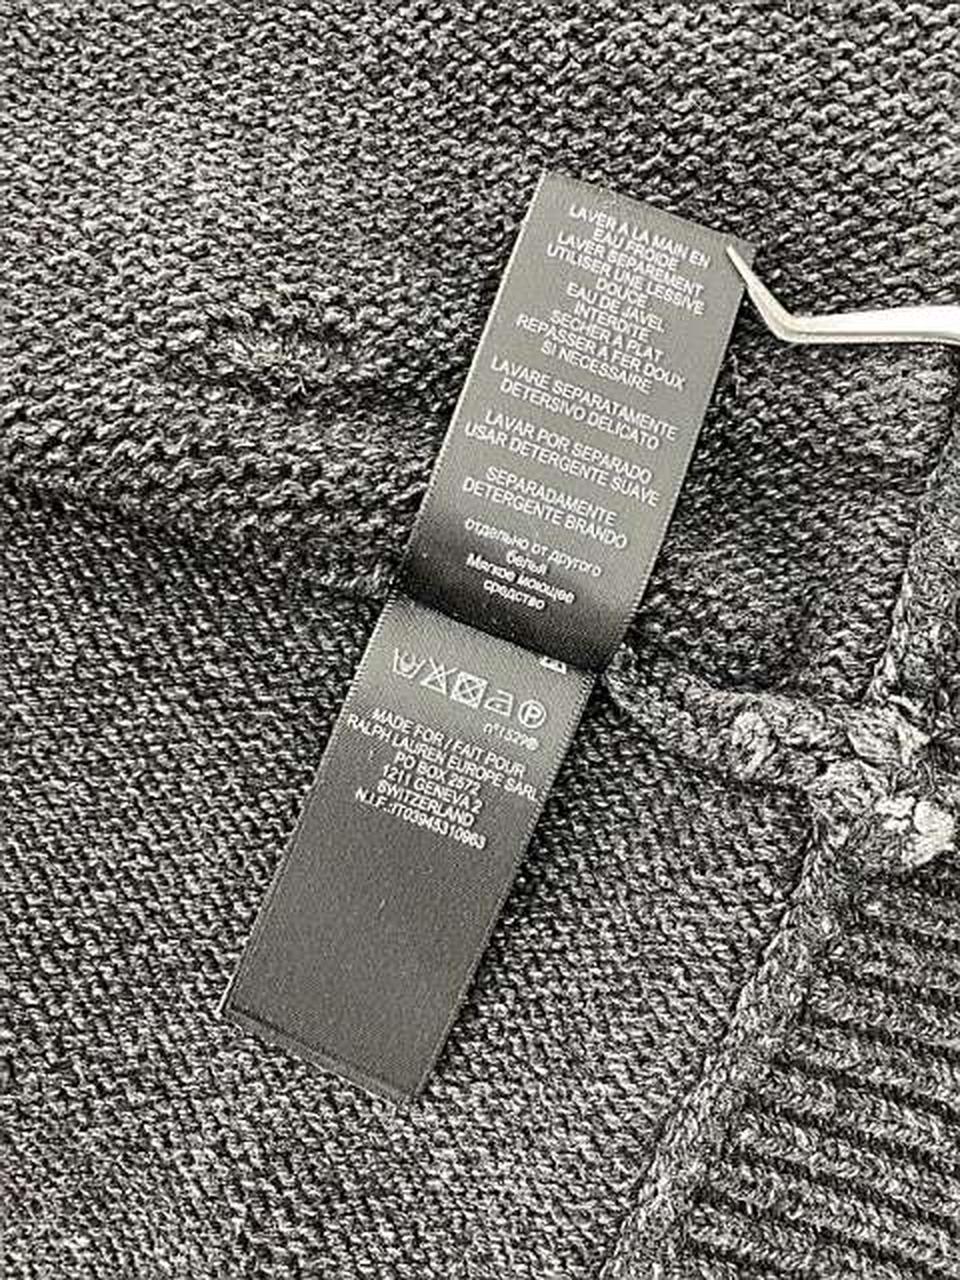 LAVER A LA MAIN EN
EAU FROIDE
LAVER SEPAREMENT
UTILISER UNE LESSIVE
DOUCE
EAU DE JAVEL
INTERDITE
SECHER A PLAT
REPASSER A FER DOUX
SI NECESSAIRE
LAVARE SEPARATAMENTE
DETERSIVO DELICATO
LAVAR POR SEPARADO
USAR DETERGENTE SUAVE
SEPARADAMENTE
DETERGENTE BRANDO
отдельно от другого
белья
Мягкое моющее
средство
P
MADE FOR / FAIT POUR
RALPH LAUREN EUROPE SARL
PO BOX 2572
1211 GENEVA 2
SWITZERLAND
N.I.F.:IT03945310963